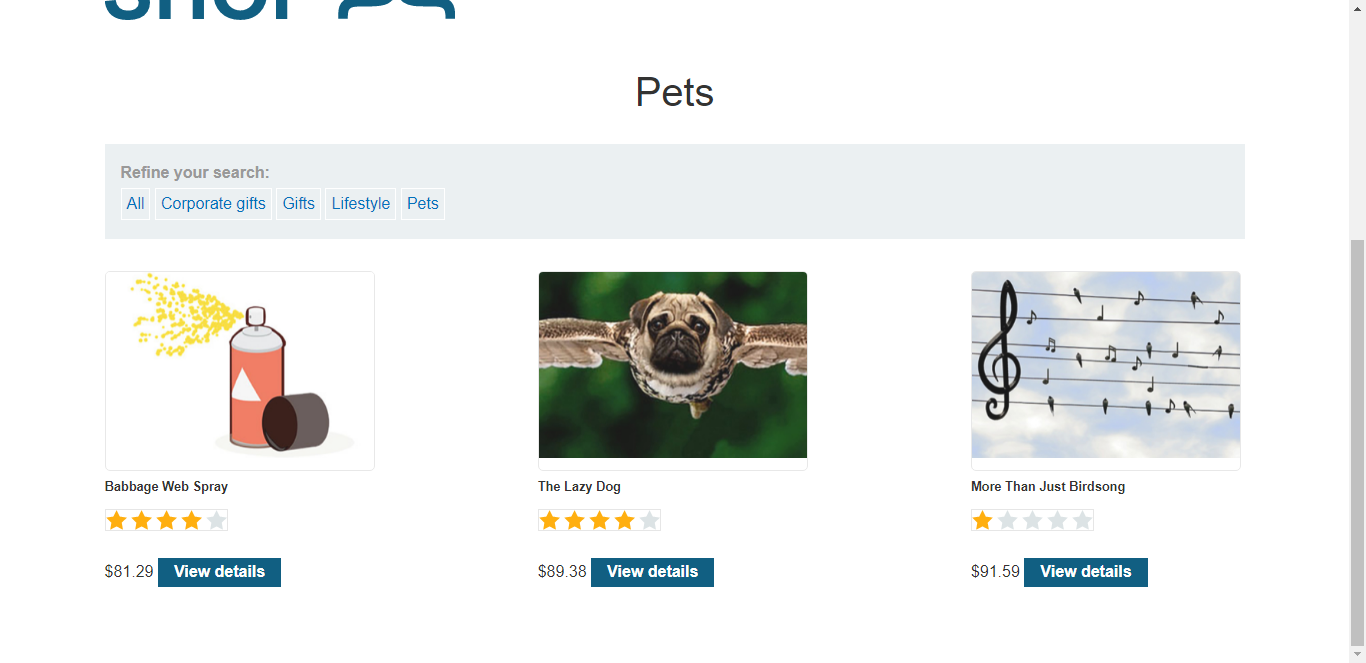 SHOP
Pets
Refine your search:
All Corporate gifts Gifts Lifestyle Pets
Babbage Web Spray The Lazy Dog More Than Just Birdsong
$81.29 View details $89.38 View details $91.59 View details